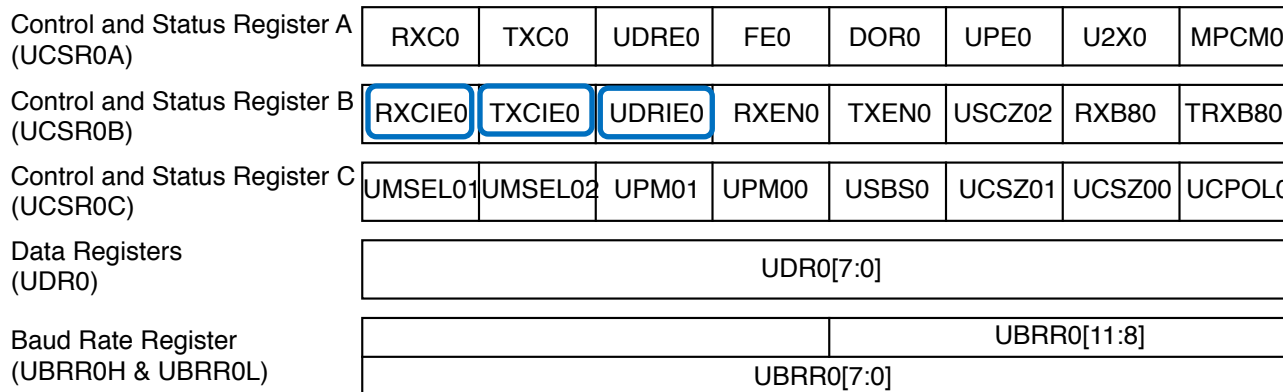 Control and Status Register A
(UCSR0A)
RXC0 TXC0 UDRE0 FE0 DOR0 UPE0 U2X0 MPCM0
Control and Status Register B
(UCSR0B)
RXCIE0 TXCIE0 UDRIE0 RXEN0 TXEN0 USCZ02 RXB80 TRXB80
Control and Status Register C
(UCSR0C)
UMSEL01 UMSEL02 UPM01 UPM00 USBS0 UCSZ01 UCSZ00 UCPOL0
Data Registers
(UDR0)
UDR0[7:0]
Baud Rate Register
(UBRR0H & UBRR0L)
UBRR0[11:8]
UBRR0[7:0]